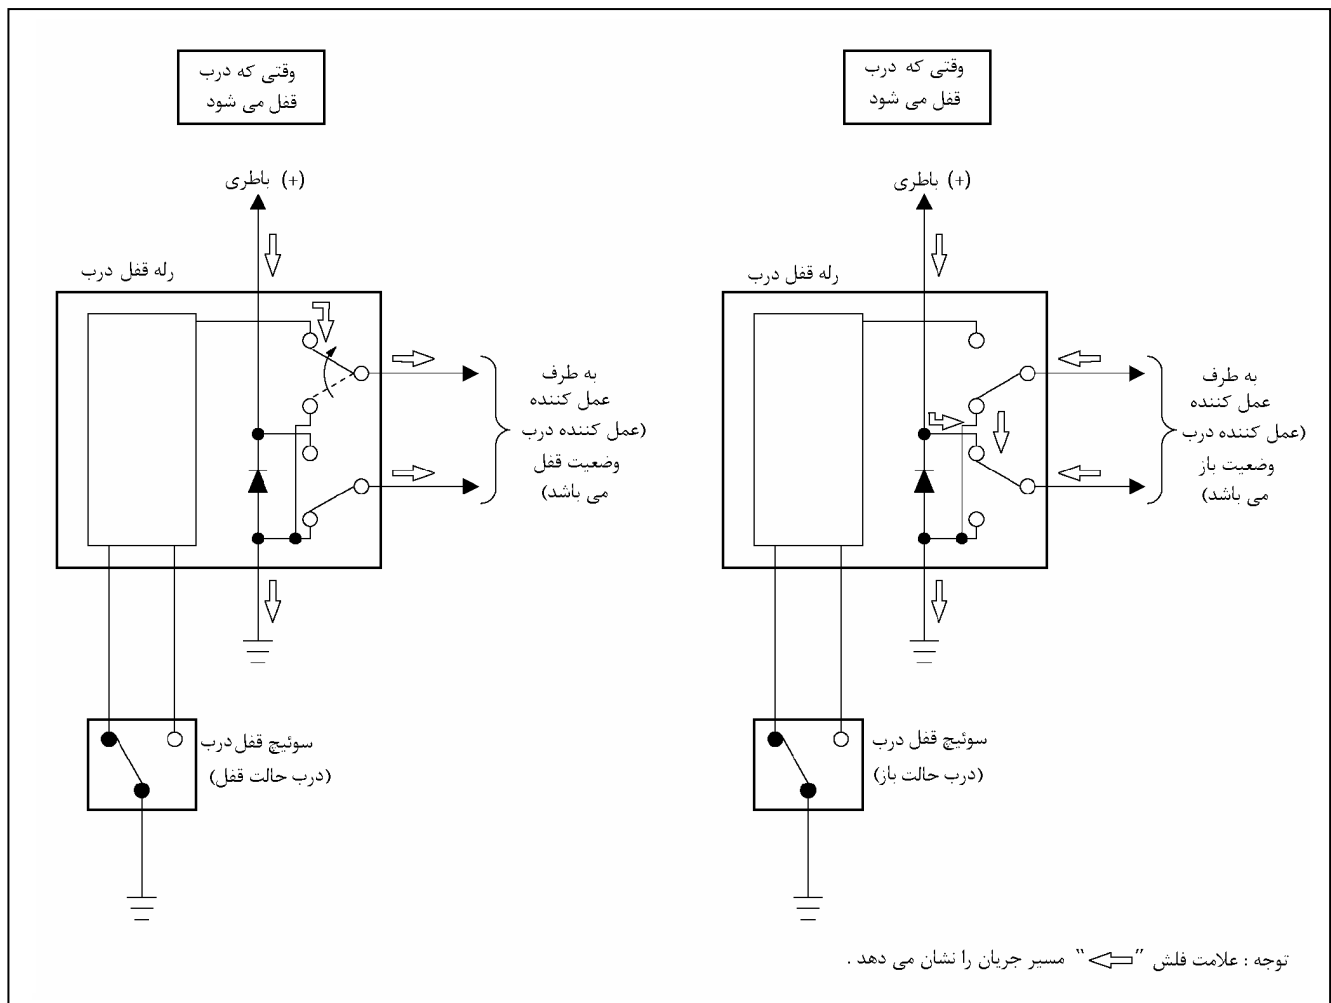 وقتی که درب
قفل می شود
(+) باطری
رله قفل درب
به طرف
عمل کننده
(عمل کننده درب
وضعیت باز
می باشد)
سوئیچ قفل درب
(درب حالت باز)
وقتی که درب
قفل می شود
(+) باطری
رله قفل درب
به طرف
عمل کننده
(عمل کننده درب
وضعیت قفل
می باشد)
سوئیچ قفل درب
(درب حالت قفل)
توجه : علامت فلش " " مسیر جریان را نشان می دهد .